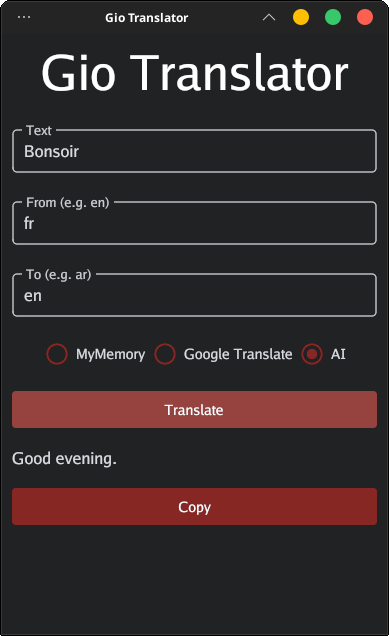 Gio Translator
Gio Translator
Text
Bonsoir
From (e.g. en)
fr
To (e.g. ar)
en
MyMemory Google Translate AI
Translate
Good evening.
Copy